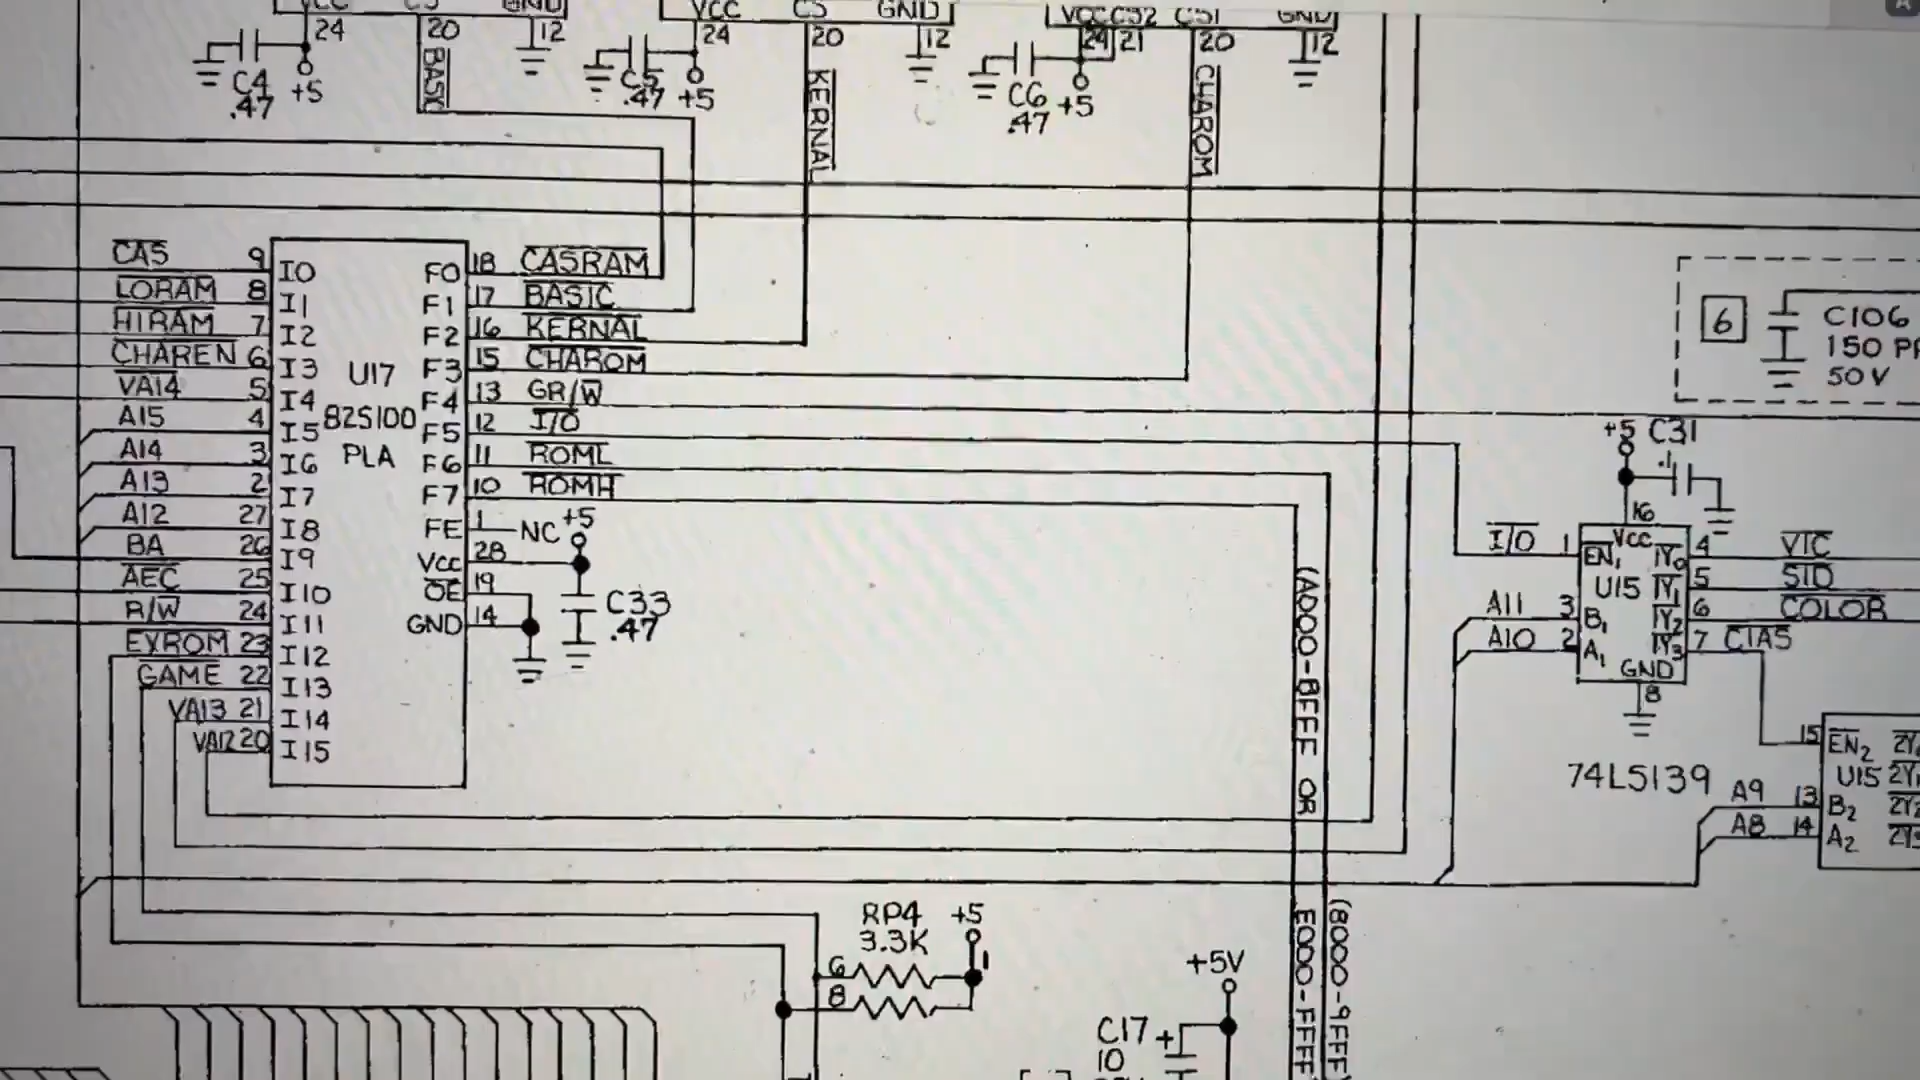 VCC
GND
24
20
12
C4
.47
+5
BASIC
VCC
CS
GND
24
20
12
C5
.47
+5
KERNAL
VCC
CS2
CS1
GND
24
21
20
12
C6
.47
+5
CHAROM
CAS 9 I0
LORAM 8 I1
HIRAM 7 I2
CHAREN 6 I3
VA14 5 I4
A15 4 I5
A14 3 I6
A13 2 I7
A12 27 I8
BA 26 I9
AEC 25 I10
R/W 24 I11
EXROM 23 I12
GAME 22 I13
VA13 21 I14
VA12 20 I15
U17
82S100
PLA
F0 18 CASRAM
F1 17 BASIC
F2 16 KERNAL
F3 15 CHAROM
F4 13 GR/W
F5 12 I/O
F6 11 ROML
F7 10 ROMH
FE 1 NC
Vcc 28
OE 19
GND 14
+5
C33
.47
6
C106
150 PF
50V
+5
C31
.1
16
I/O 1 EN1
A11 3 B1
A10 2 A1
Vcc
U15
GND
8
1Y0 4 VIC
1Y1 5 SID
1Y2 6 COLOR
1Y3 7 CIAS
74LS139
15 EN2
U15
A9 13 B2
A8 14 A2
2Y1
(A000-BFFF OR
E000-FFFF
(8000-9FFF)
RP4
3.3K
+5
6
8
1
+5V
C17
+
10